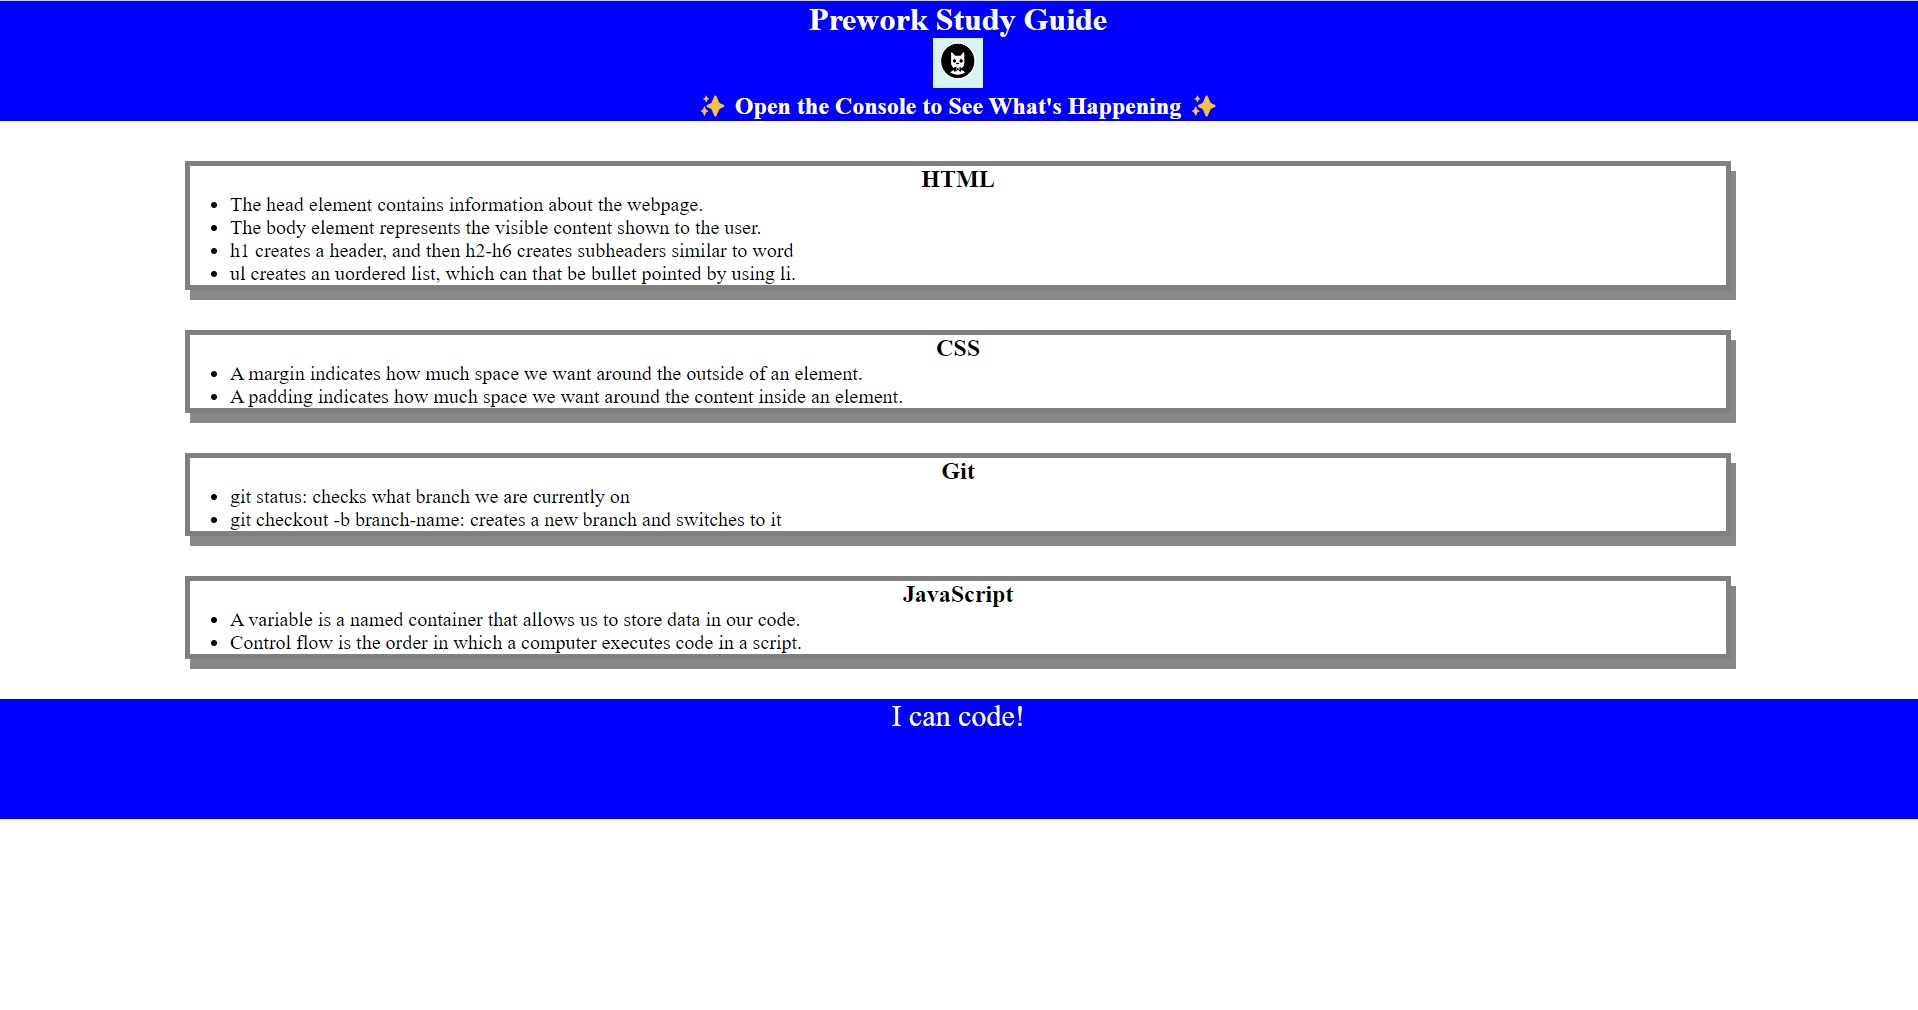 Prework Study Guide
✨ Open the Console to See What's Happening ✨
HTML
• The head element contains information about the webpage.
• The body element represents the visible content shown to the user.
• h1 creates a header, and then h2-h6 creates subheaders similar to word
• ul creates an uordered list, which can that be bullet pointed by using li.
CSS
• A margin indicates how much space we want around the outside of an element.
• A padding indicates how much space we want around the content inside an element.
Git
• git status: checks what branch we are currently on
• git checkout -b branch-name: creates a new branch and switches to it
JavaScript
• A variable is a named container that allows us to store data in our code.
• Control flow is the order in which a computer executes code in a script.
I can code!